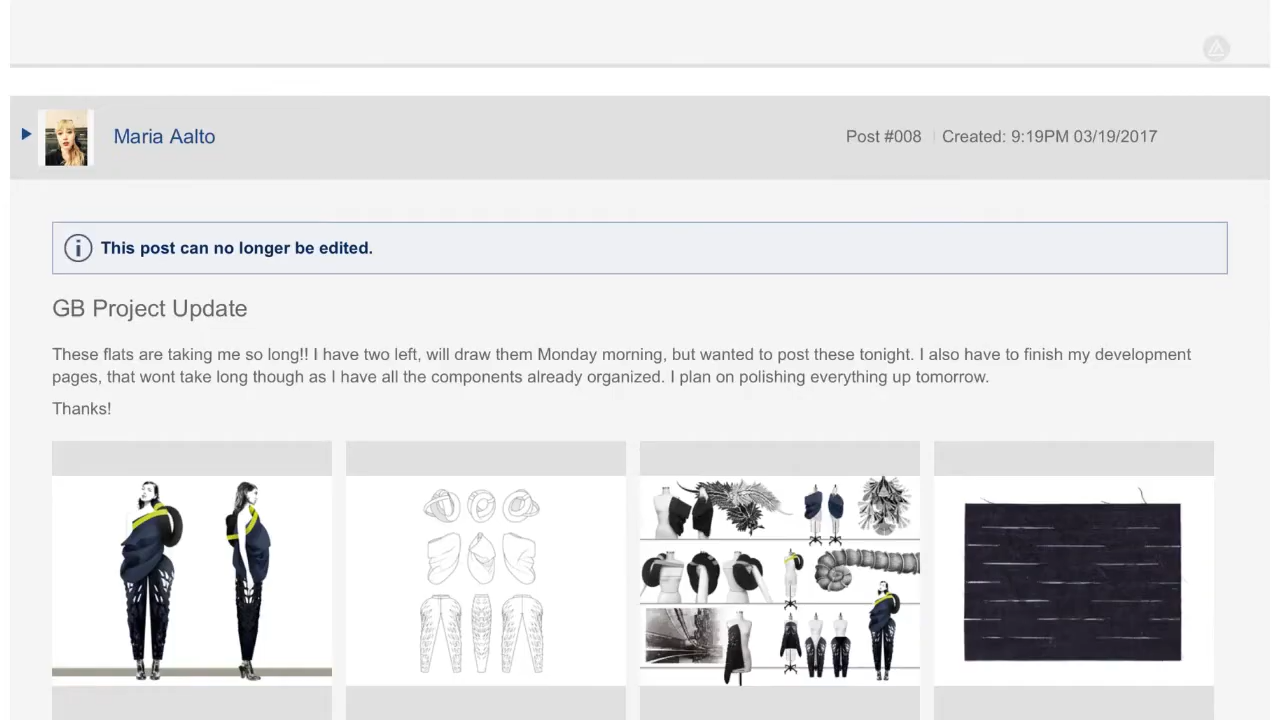 Maria Aalto
Post #008 | Created: 9:19PM 03/19/2017
This post can no longer be edited.
GB Project Update
These flats are taking me so long!! I have two left, will draw them Monday morning, but wanted to post these tonight. I also have to finish my development
pages, that wont take long though as I have all the components already organized. I plan on polishing everything up tomorrow.
Thanks!